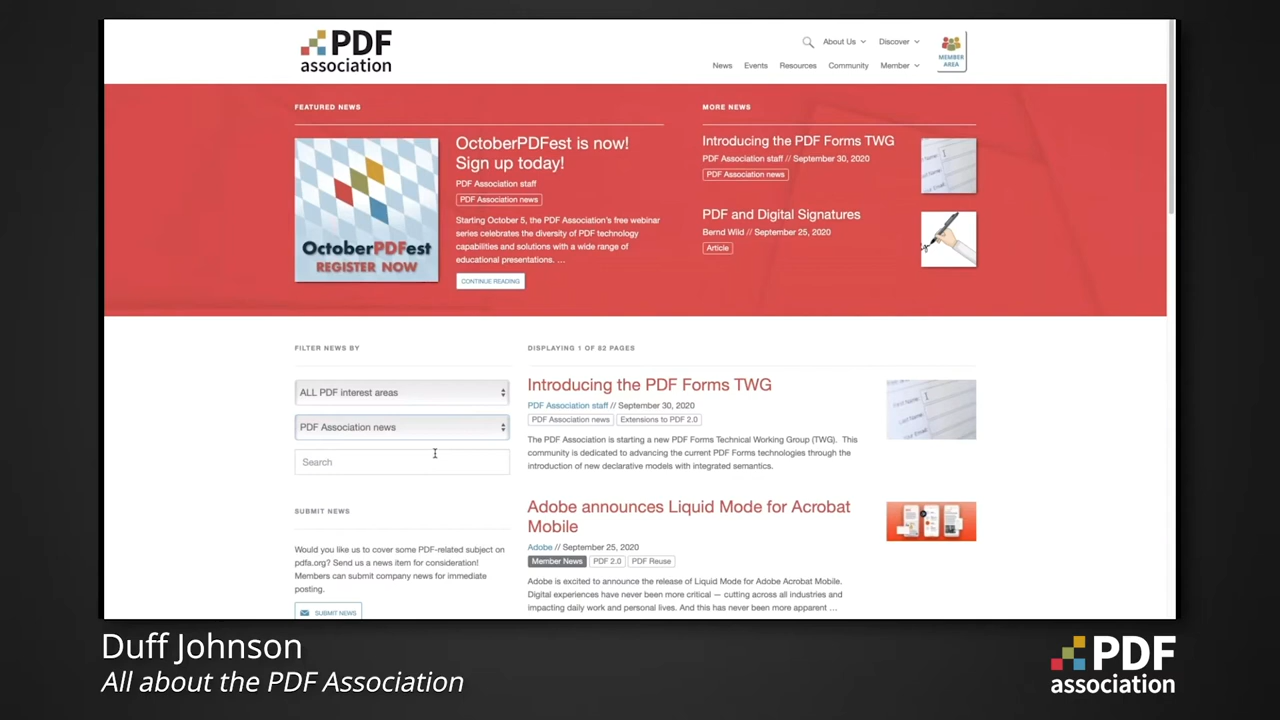 PDF
association
About Us
Discover
News
Events
Resources
Community
Member
MEMBER
AREA
FEATURED NEWS
OctoberPDFest
REGISTER NOW
OctoberPDFest is now!
Sign up today!
PDF Association staff
PDF Association news
Starting October 5, the PDF Association's free webinar
series celebrates the diversity of PDF technology
capabilities and solutions with a wide range of
educational presentations. ...
CONTINUE READING
MORE NEWS
Introducing the PDF Forms TWG
PDF Association staff // September 30, 2020
PDF Association news
PDF and Digital Signatures
Bernd Wild // September 25, 2020
Article
FILTER NEWS BY
ALL PDF interest areas
PDF Association news
Search
SUBMIT NEWS
Would you like us to cover some PDF-related subject on
pdfa.org? Send us a news item for consideration!
Members can submit company news for immediate
posting.
SUBMIT NEWS
DISPLAYING 1 OF 82 PAGES
Introducing the PDF Forms TWG
PDF Association staff // September 30, 2020
PDF Association news
Extensions to PDF 2.0
The PDF Association is starting a new PDF Forms Technical Working Group (TWG). This
community is dedicated to advancing the current PDF Forms technologies through the
introduction of new declarative models with integrated semantics.
Adobe announces Liquid Mode for Acrobat
Mobile
Adobe // September 25, 2020
Member News
PDF 2.0
PDF Reuse
Adobe is excited to announce the release of Liquid Mode for Adobe Acrobat Mobile.
Digital experiences have never been more critical — cutting across all industries and
impacting daily work and personal lives. And this has never been more apparent ...
Duff Johnson
All about the PDF Association
PDF
association